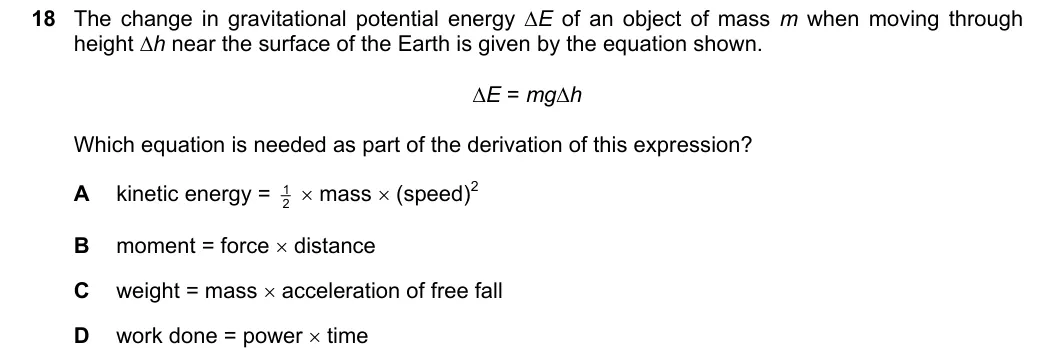 18 The change in gravitational potential energy ΔE of an object of mass m when moving through
height Δh near the surface of the Earth is given by the equation shown.
ΔE = mgΔh
Which equation is needed as part of the derivation of this expression?
A kinetic energy = 1/2 × mass × (speed)²
B moment = force × distance
C weight = mass × acceleration of free fall
D work done = power × time